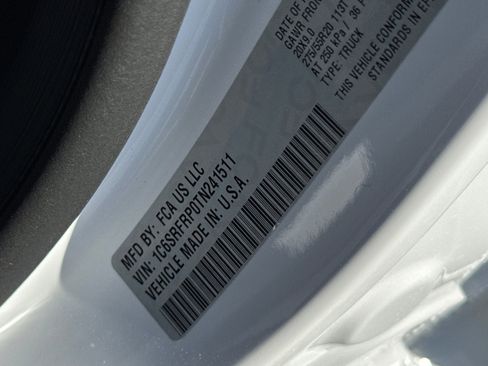 MFD BY: FCA US LLC
VIN: 1C6SRFRP0TN241511
VEHICLE MADE IN: U.S.A.
DATE OF
GAWR FRON
20X9.0
275/55R20 113T
AT 250 kPa / 36 P
TYPE: TRUCK
THIS VEHICLE CONFORM
STANDARDS IN EF